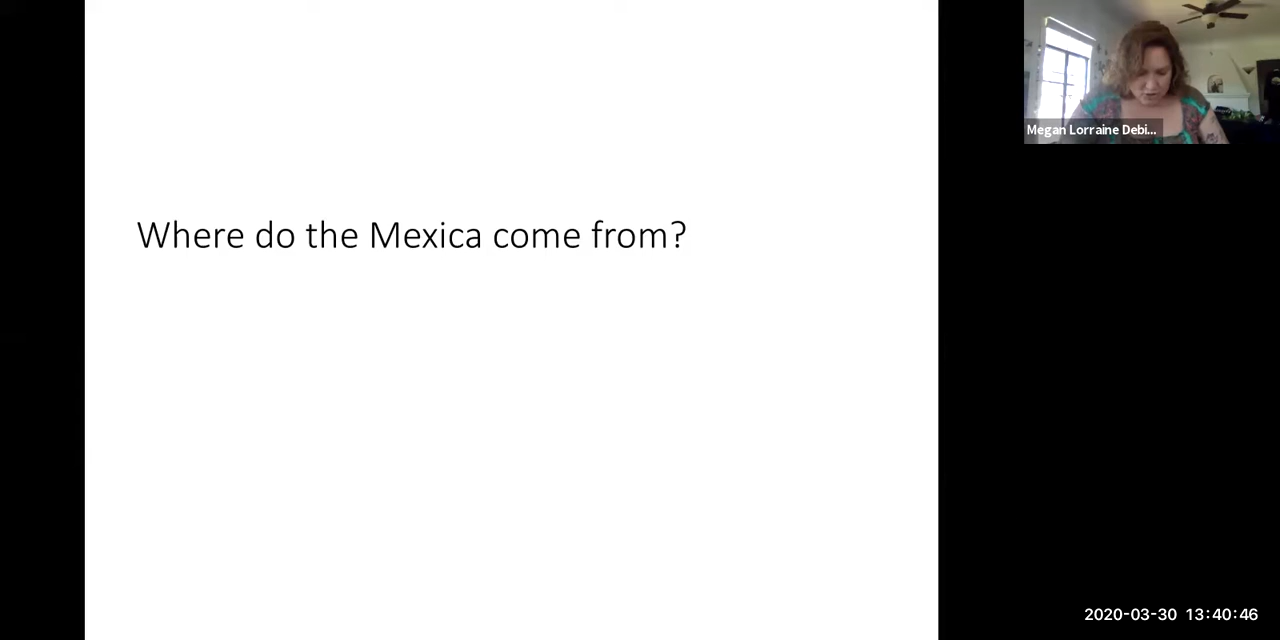 Where do the Mexica come from?
Megan Lorraine Debi...
2020-03-30 13:40:46